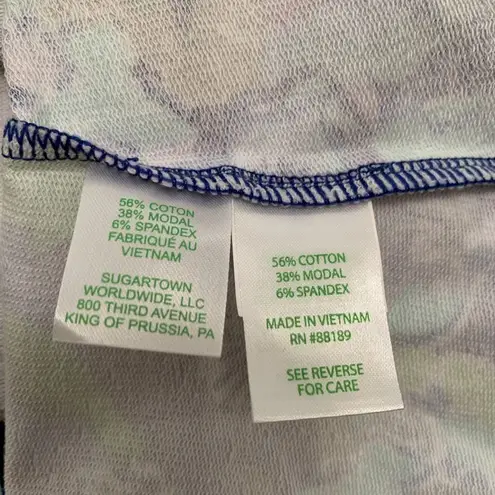 56% COTTON
38% MODAL
6% SPANDEX
FABRIQUÉ AU
VIETNAM
SUGARTOWN
WORLDWIDE, LLC
800 THIRD AVENUE
KING OF PRUSSIA, PA
56% COTTON
38% MODAL
6% SPANDEX
MADE IN VIETNAM
RN #88189
SEE REVERSE
FOR CARE